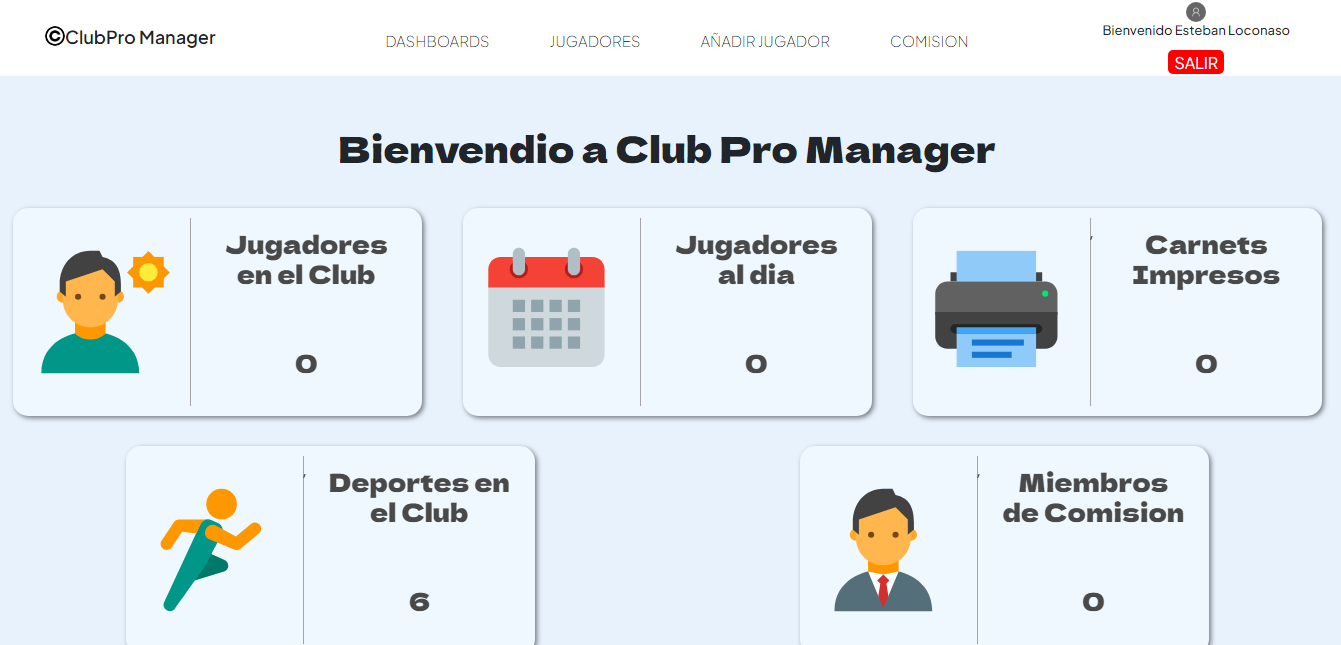 ©ClubPro Manager
DASHBOARDS
JUGADORES
AÑADIR JUGADOR
COMISION
Bienvenido Esteban Loconaso
SALIR
Bienvendio a Club Pro Manager
Jugadores
en el Club
0
Jugadores
al dia
0
,
Carnets
Impresos
0
,
Deportes en
el Club
6
,
Miembros
de Comision
0